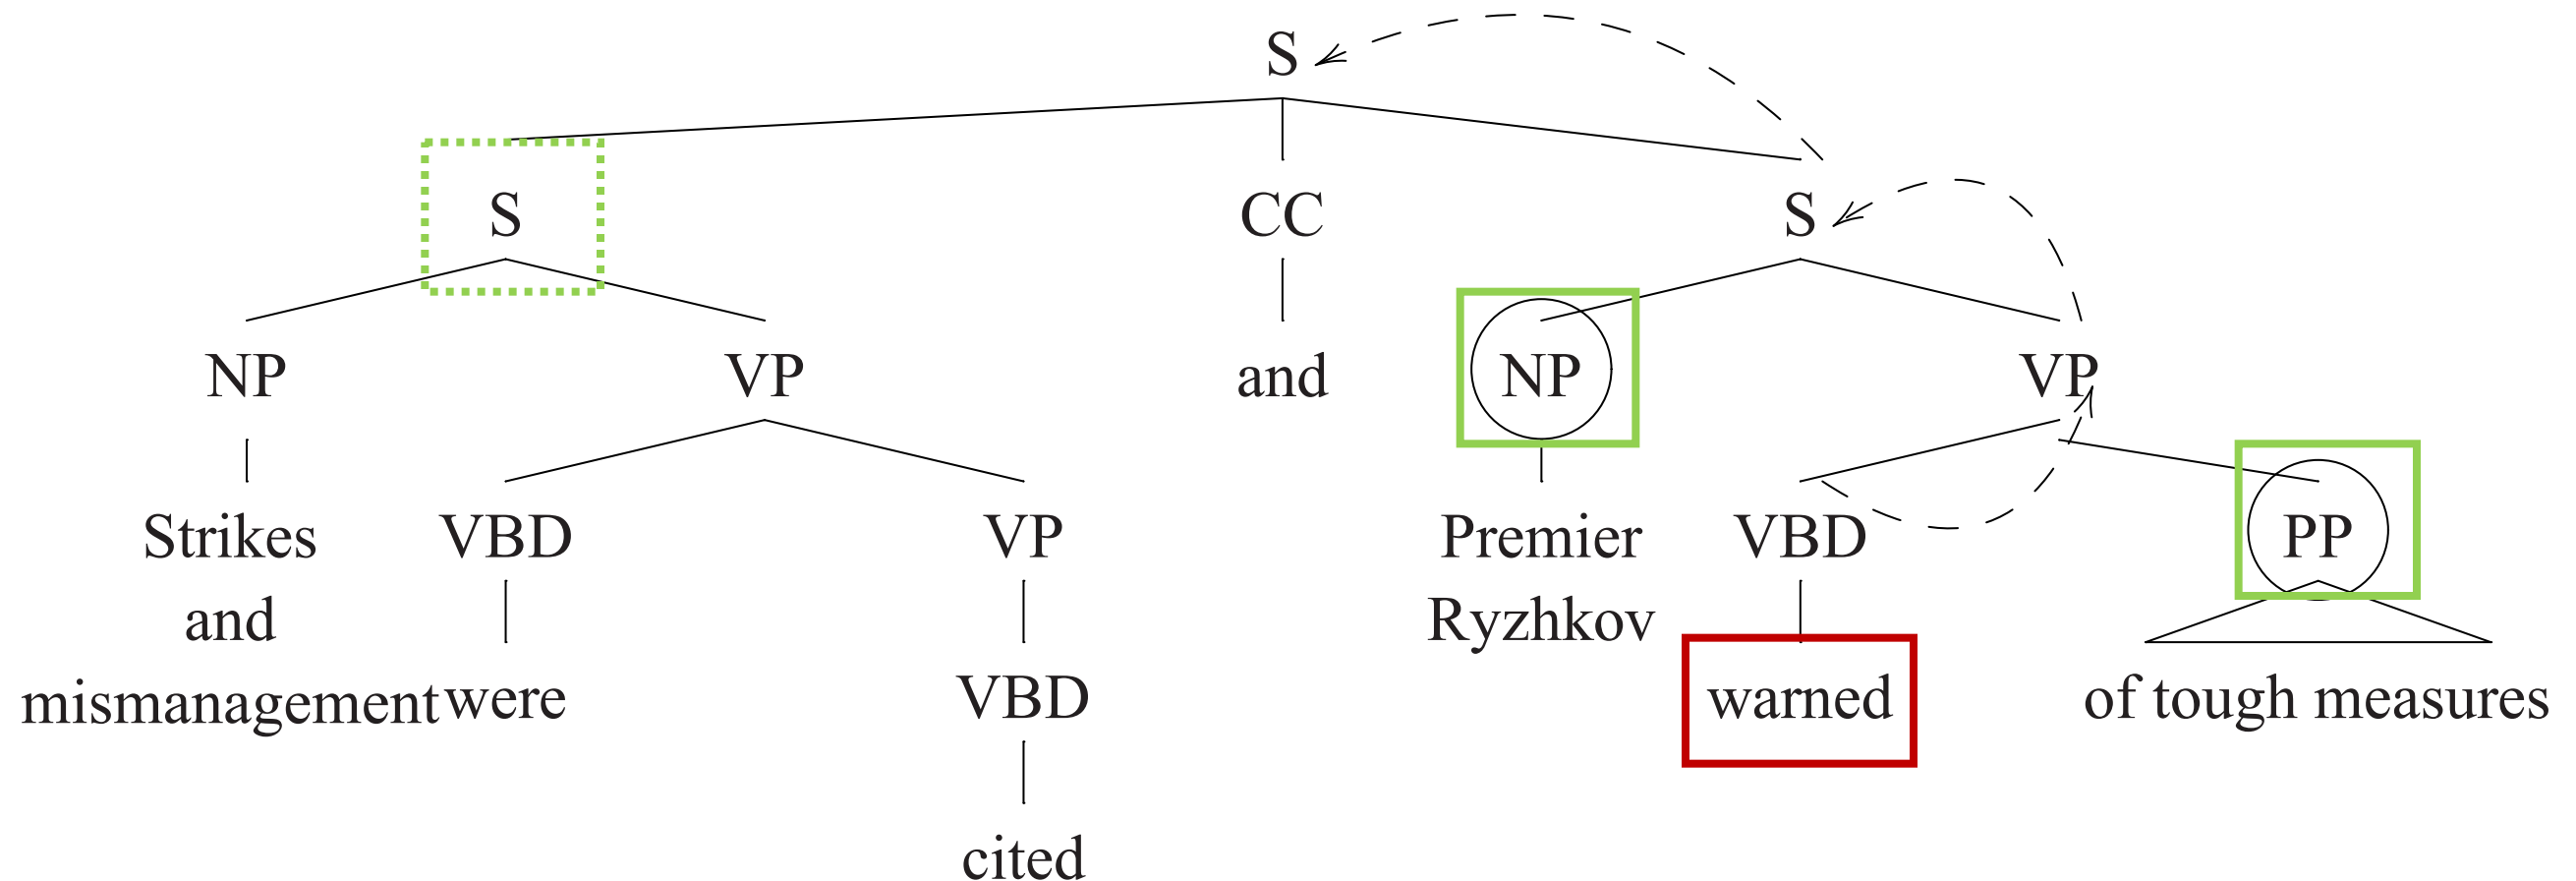 S
S CC S
NP VP and NP VP
Strikes VBD VP Premier VBD PP
and Ryzhkov
mismanagement were VBD warned of tough measures
cited